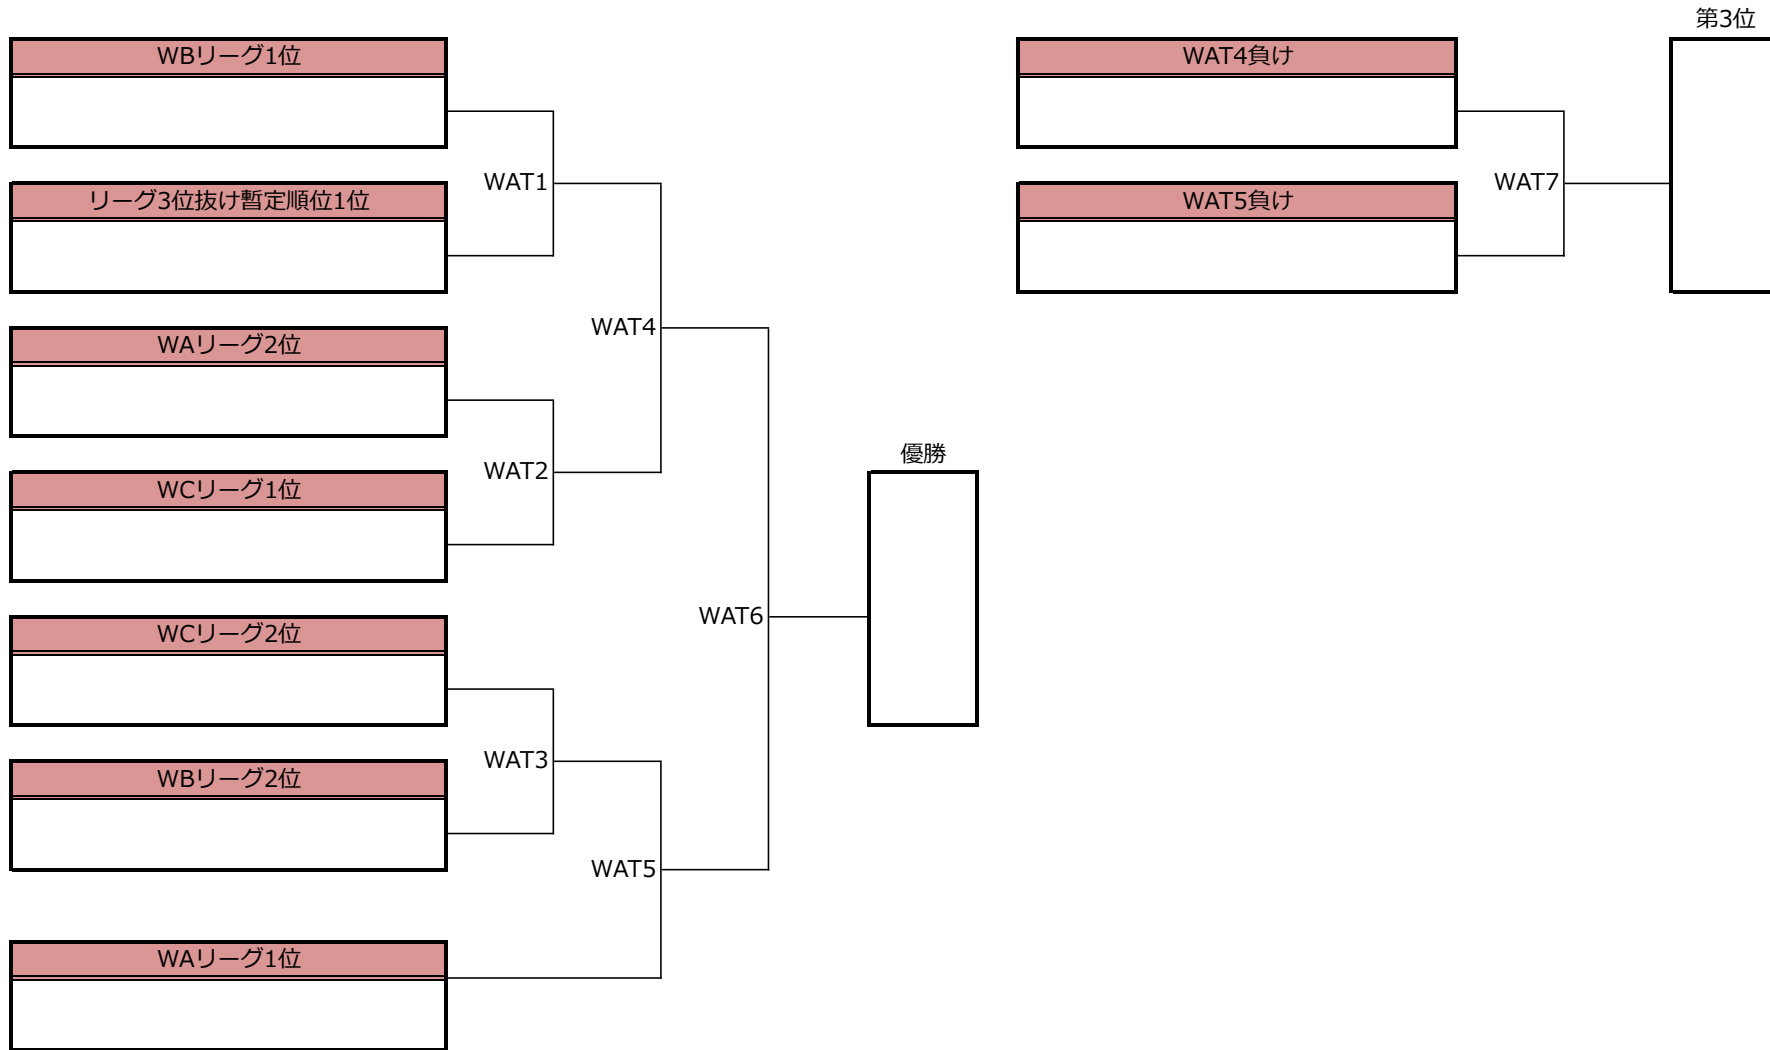 第3位
WBリーグ1位
WAT4負け
WAT1
リーグ3位抜け暫定順位1位
WAT7
WAT5負け
WAT4
WAリーグ2位
優勝
WAT2
WCリーグ1位
WAT6
WCリーグ2位
WAT3
WBリーグ2位
WAT5
WAリーグ1位